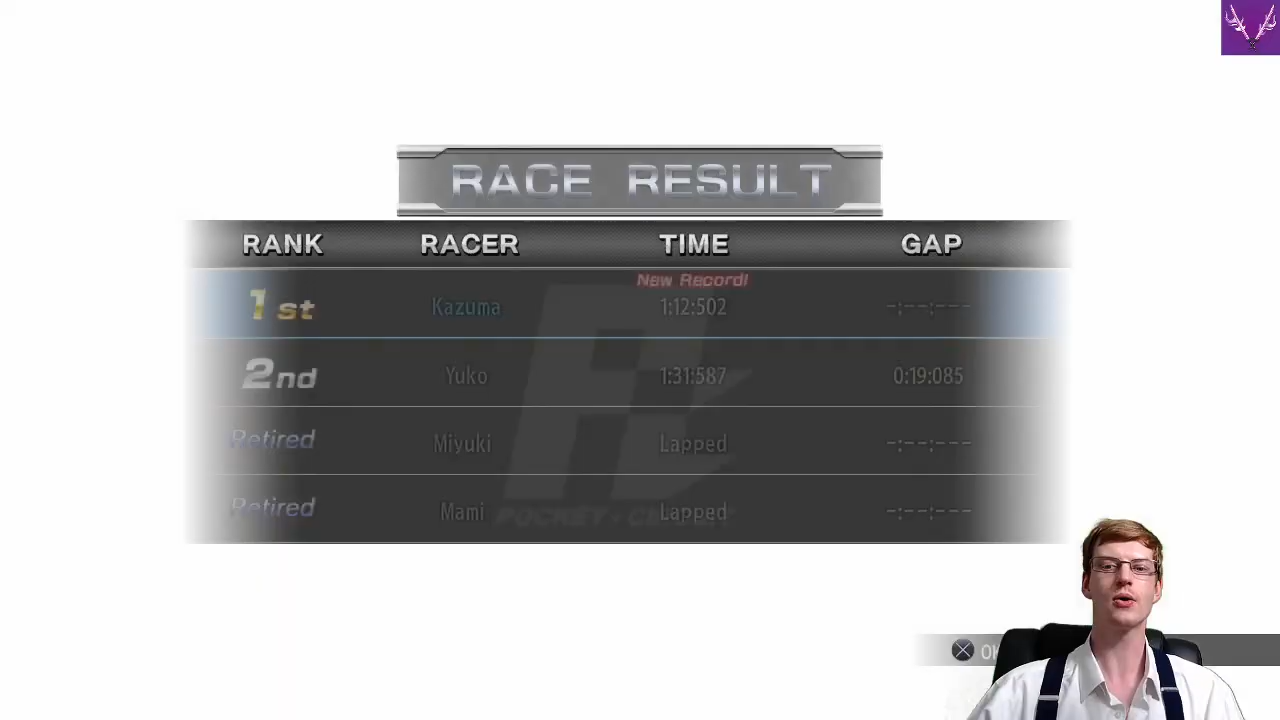 RACE RESULT
RANK RACER TIME GAP
New Record!
1st Kazuma 1:12:502 -:--:---
2nd Yuko 1:31:587 0:19:085
Retired Miyuki Lapped -:--:---
Retired Mami Lapped -:--:---
POCKET